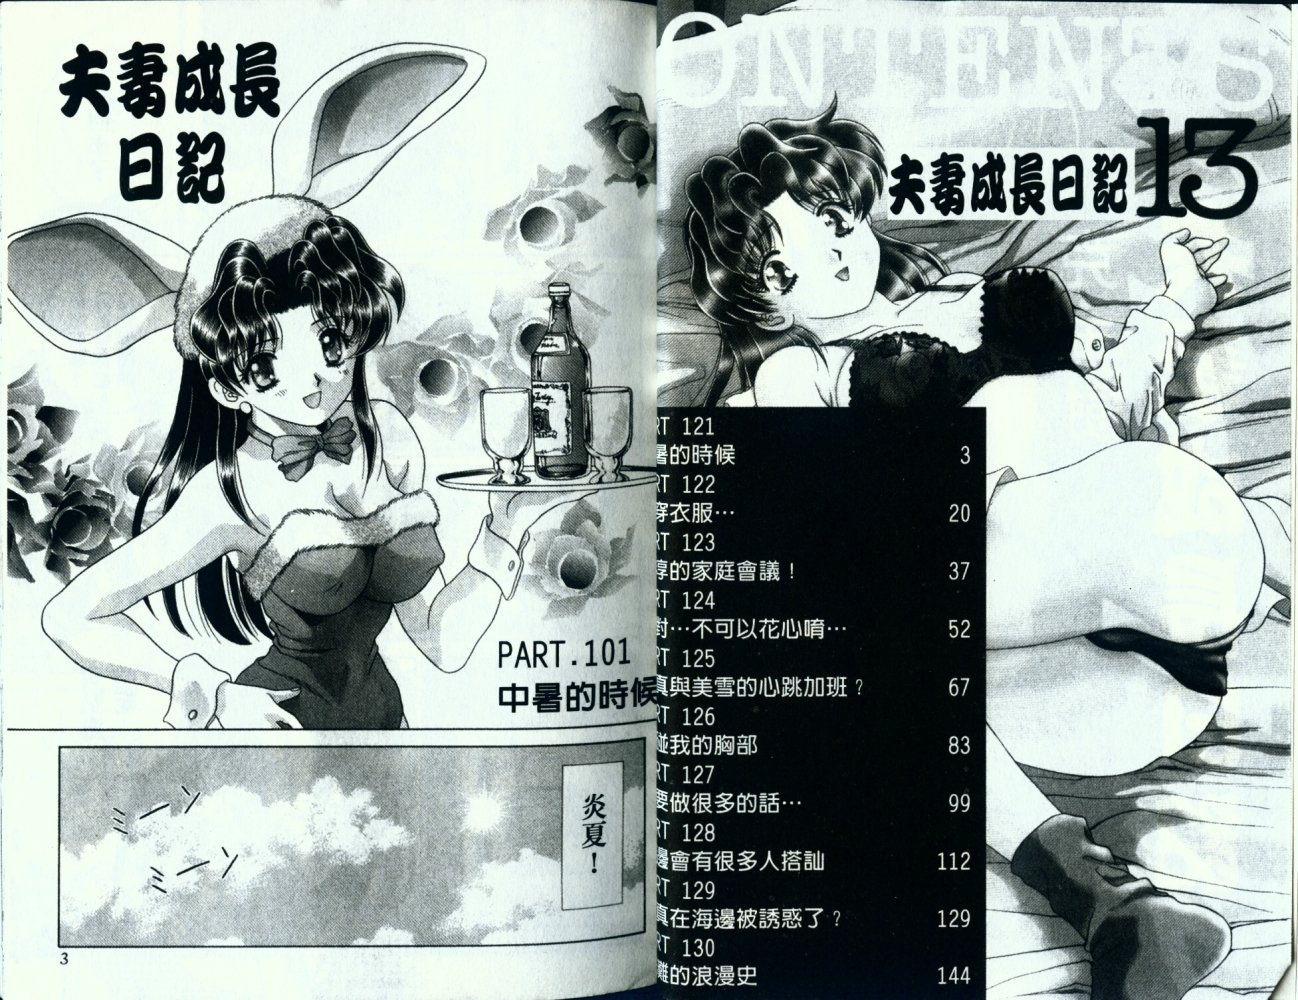 夫妻成長
日記
PART.101
中暑的時候
炎夏！
ミーン
ミーン
3
ONTENTS
夫妻成長日記13
RT 121
暑的時候 3
RT 122
穿衣服… 20
RT 123
的家庭會議！ 37
RT 124
對…不可以花心唷… 52
RT 125
真與美雪的心跳加班？ 67
RT 126
碰我的胸部 83
RT 127
要做很多的話… 99
RT 128
邊會有很多人搭訕 112
RT 129
真在海邊被誘惑了？ 129
RT 130
的浪漫史 144